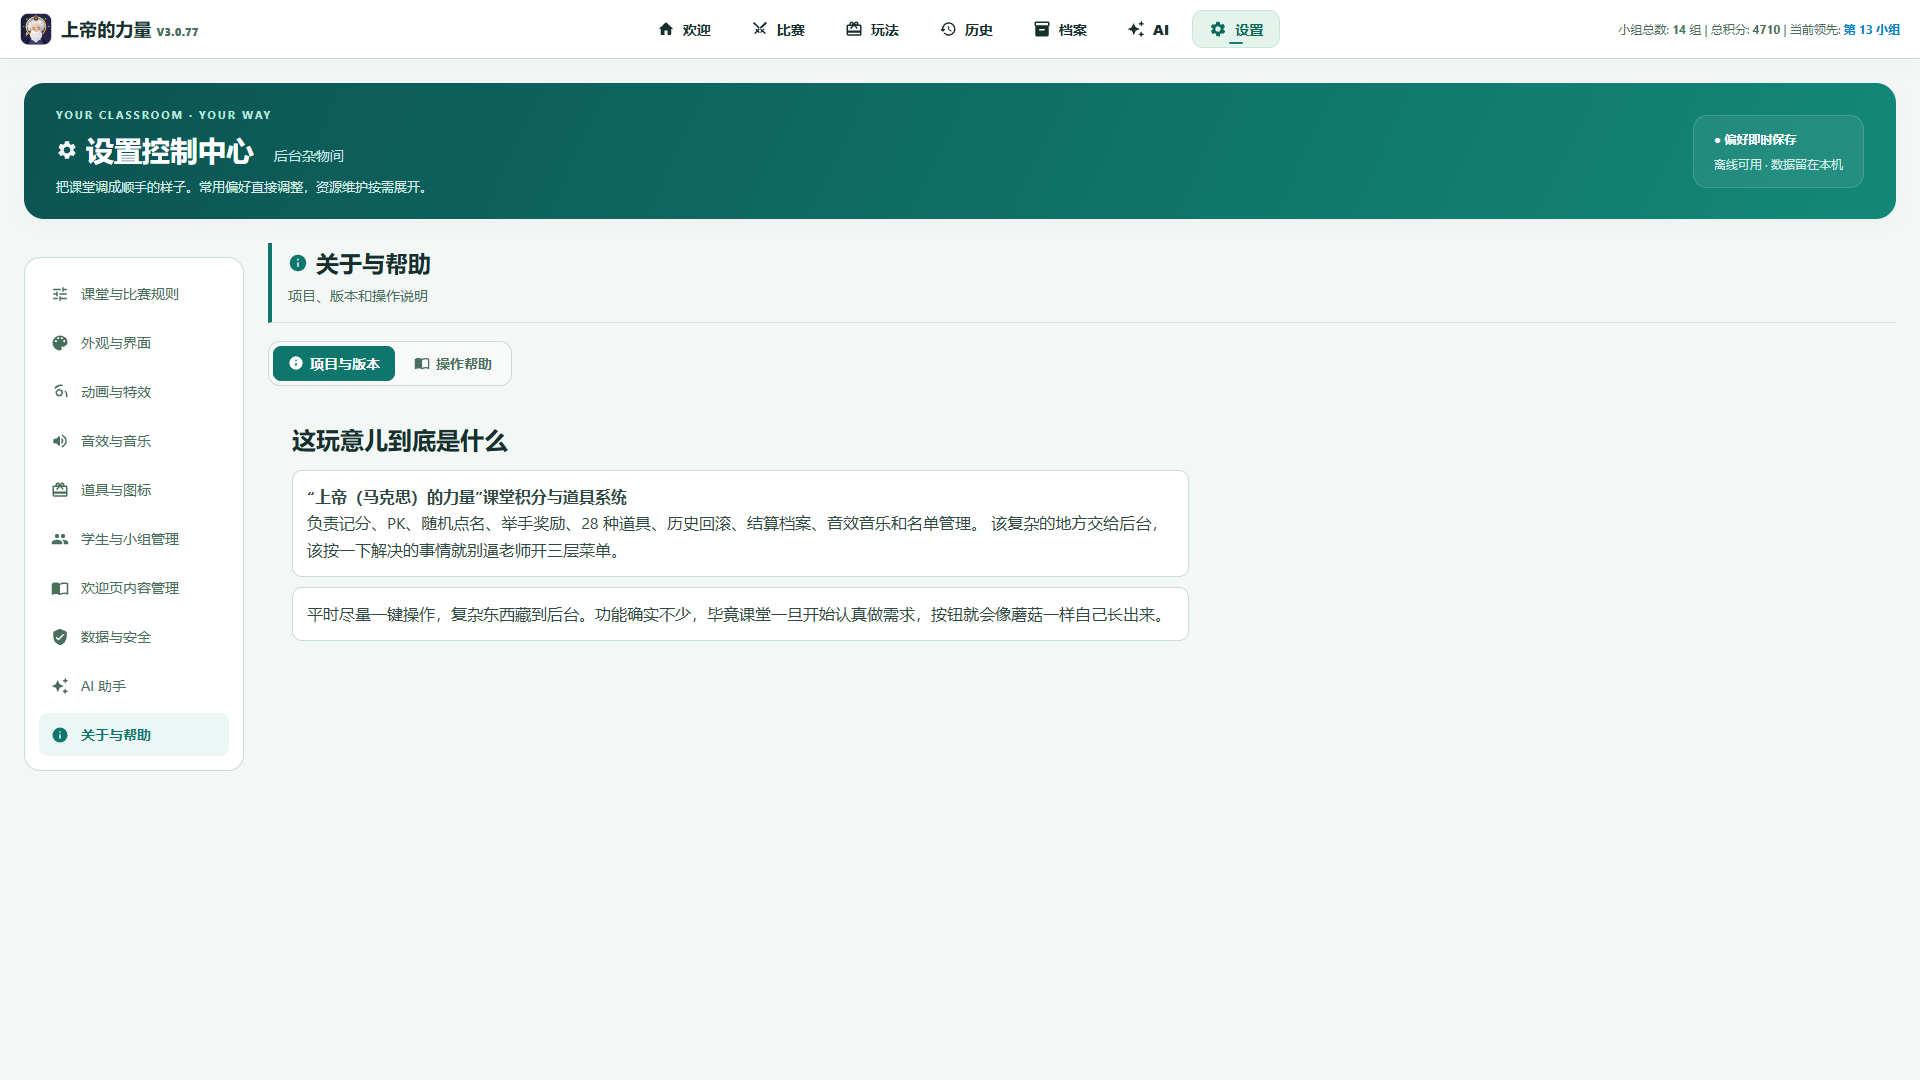 上帝的力量 V3.0.77
欢迎
比赛
玩法
历史
档案
AI
设置
小组总数: 14 组 | 总积分: 4710 | 当前领先: 第 13 小组
YOUR CLASSROOM · YOUR WAY
设置控制中心 后台杂物间
把课堂调成顺手的样子。常用偏好直接调整，资源维护按需展开。
● 偏好即时保存
离线可用 · 数据留在本机
课堂与比赛规则
外观与界面
动画与特效
音效与音乐
道具与图标
学生与小组管理
欢迎页内容管理
数据与安全
AI 助手
关于与帮助
关于与帮助
项目、版本和操作说明
项目与版本
操作帮助
这玩意儿到底是什么
“上帝（马克思）的力量”课堂积分与道具系统
负责记分、PK、随机点名、举手奖励、28 种道具、历史回滚、结算档案、音效音乐和名单管理。 该复杂的地方交给后台，
该按一下解决的事情就别逼老师开三层菜单。
平时尽量一键操作，复杂东西藏到后台。功能确实不少，毕竟课堂一旦开始认真做需求，按钮就会像蘑菇一样自己长出来。